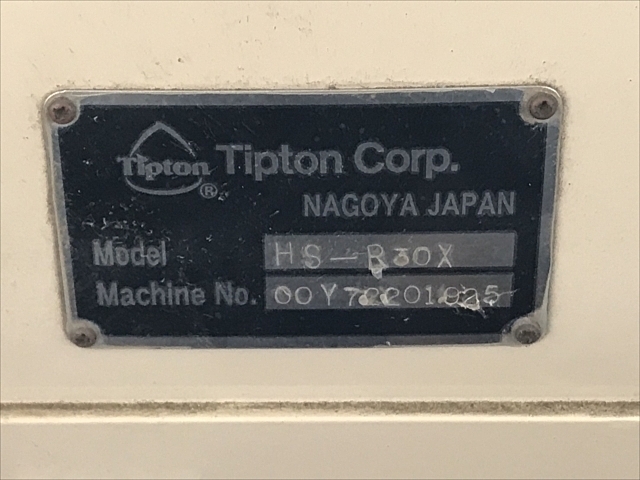 Tipton ® Tipton Corp.
NAGOYA JAPAN
Model HS-R30X
Machine No.